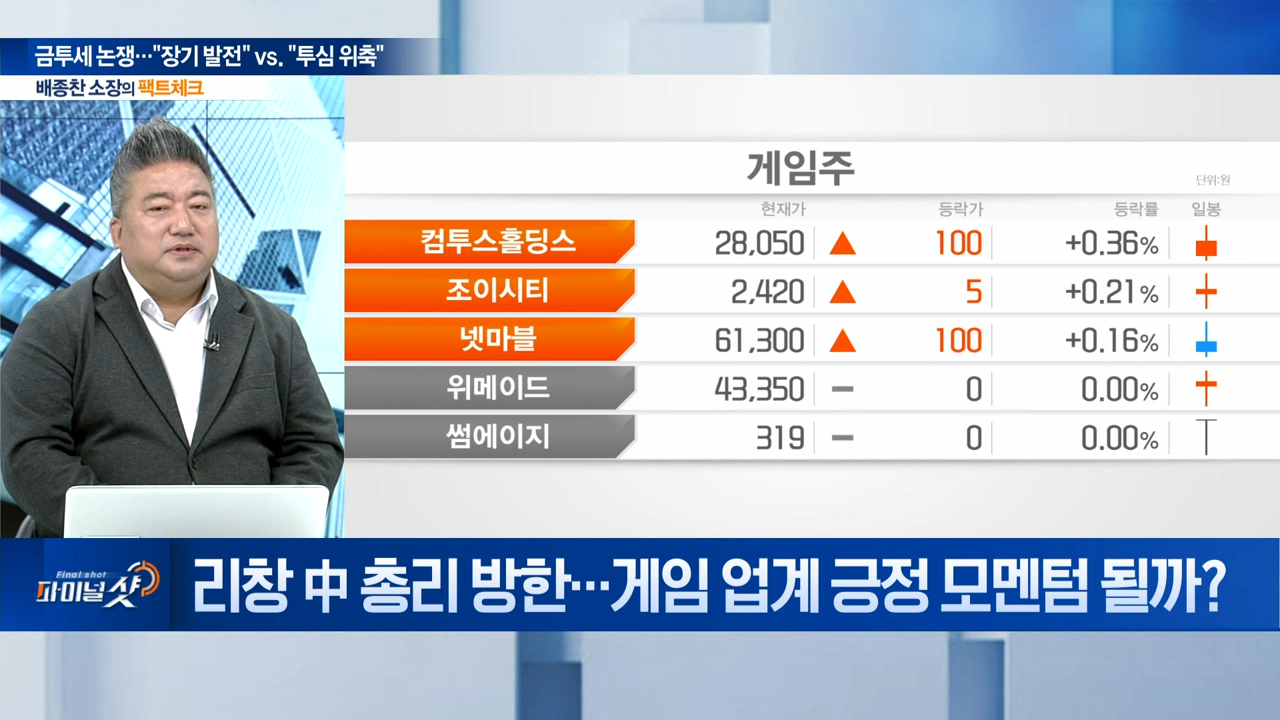 금투세 논쟁…"장기 발전" vs. "투심 위축"
배종찬 소장의 팩트체크
게임주
단위:원
현재가 등락가 등락률 일봉
컴투스홀딩스 28,050 ▲ 100 +0.36%
조이시티 2,420 ▲ 5 +0.21%
넷마블 61,300 ▲ 100 +0.16%
위메이드 43,350 – 0 0.00%
썸에이지 319 – 0 0.00%
Final shot
파이널샷
리창 中 총리 방한…게임 업계 긍정 모멘텀 될까?